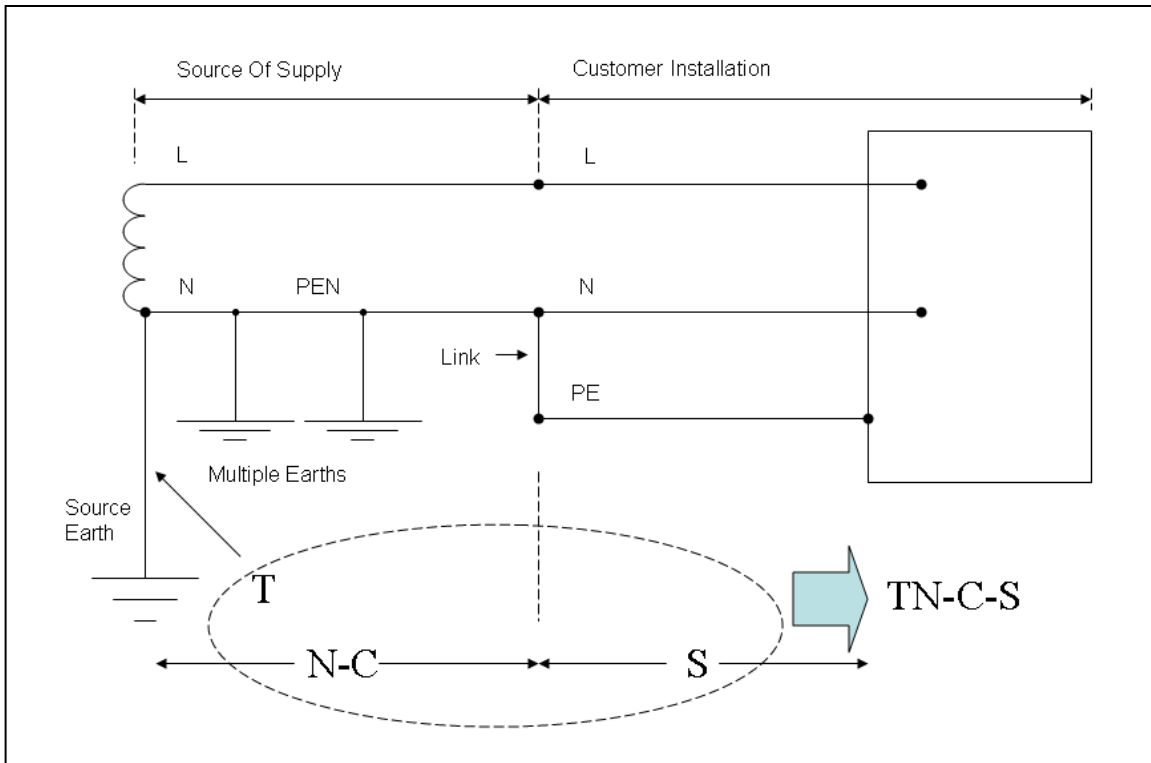 Source Of Supply
Customer Installation
L
L
N
PEN
N
Link
PE
Multiple Earths
Source
Earth
T
TN-C-S
N-C
S